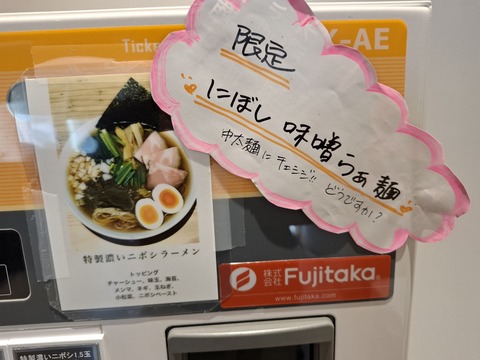 Ticke
K-AE
限定
にぼし 味噌らぁ麺
中太麺にチェンジ!! どうですか?
特製濃いニボシラーメン
トッピング
チャーシュー、味玉、海苔、
メンマ、ネギ、玉ねぎ、
小松菜、ニボシペースト
株式会社 Fujitaka
www.fujitaka.com
特製濃いニボシ1.5玉